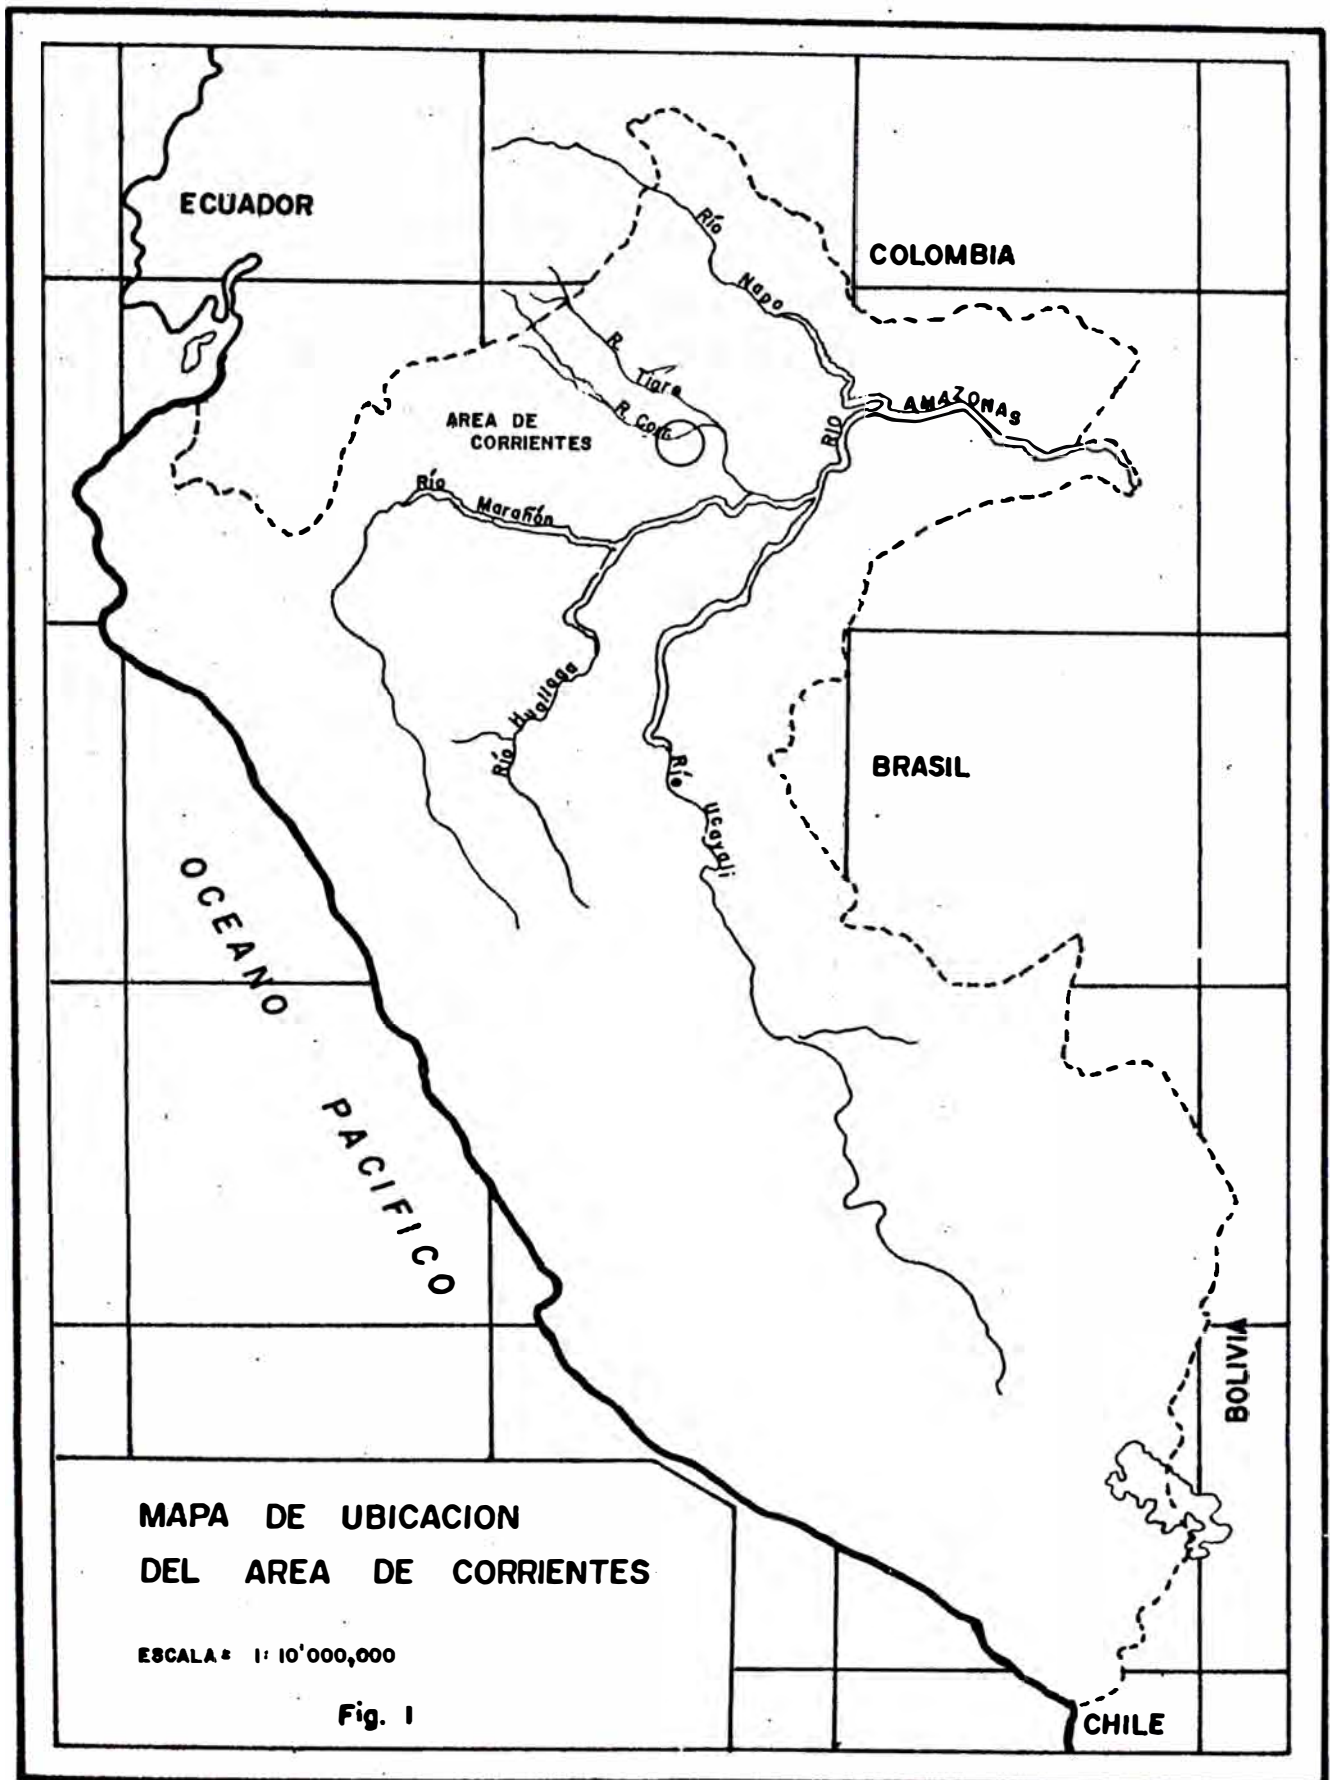 ECUADOR
COLOMBIA
Río Napo
R. Tigre
R. Corr.
AREA DE
CORRIENTES
RIO AMAZONAS
Río Marañón
Río Huallaga
Río Ucayali
BRASIL
OCEANO PACIFICO
BOLIVIA
CHILE
MAPA DE UBICACION
DEL AREA DE CORRIENTES
ESCALA: 1: 10'000,000
Fig. 1